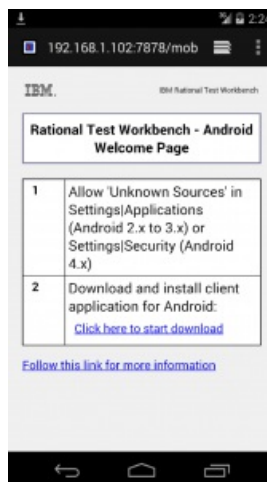 2:24
192.168.1.102:7878/mob
IBM.
IBM Rational Test Workbench
Rational Test Workbench - Android
Welcome Page
1
Allow 'Unknown Sources' in
Settings|Applications
(Android 2.x to 3.x) or
Settings|Security (Android
4.x)
2
Download and install client
application for Android:
Click here to start download
Follow this link for more information